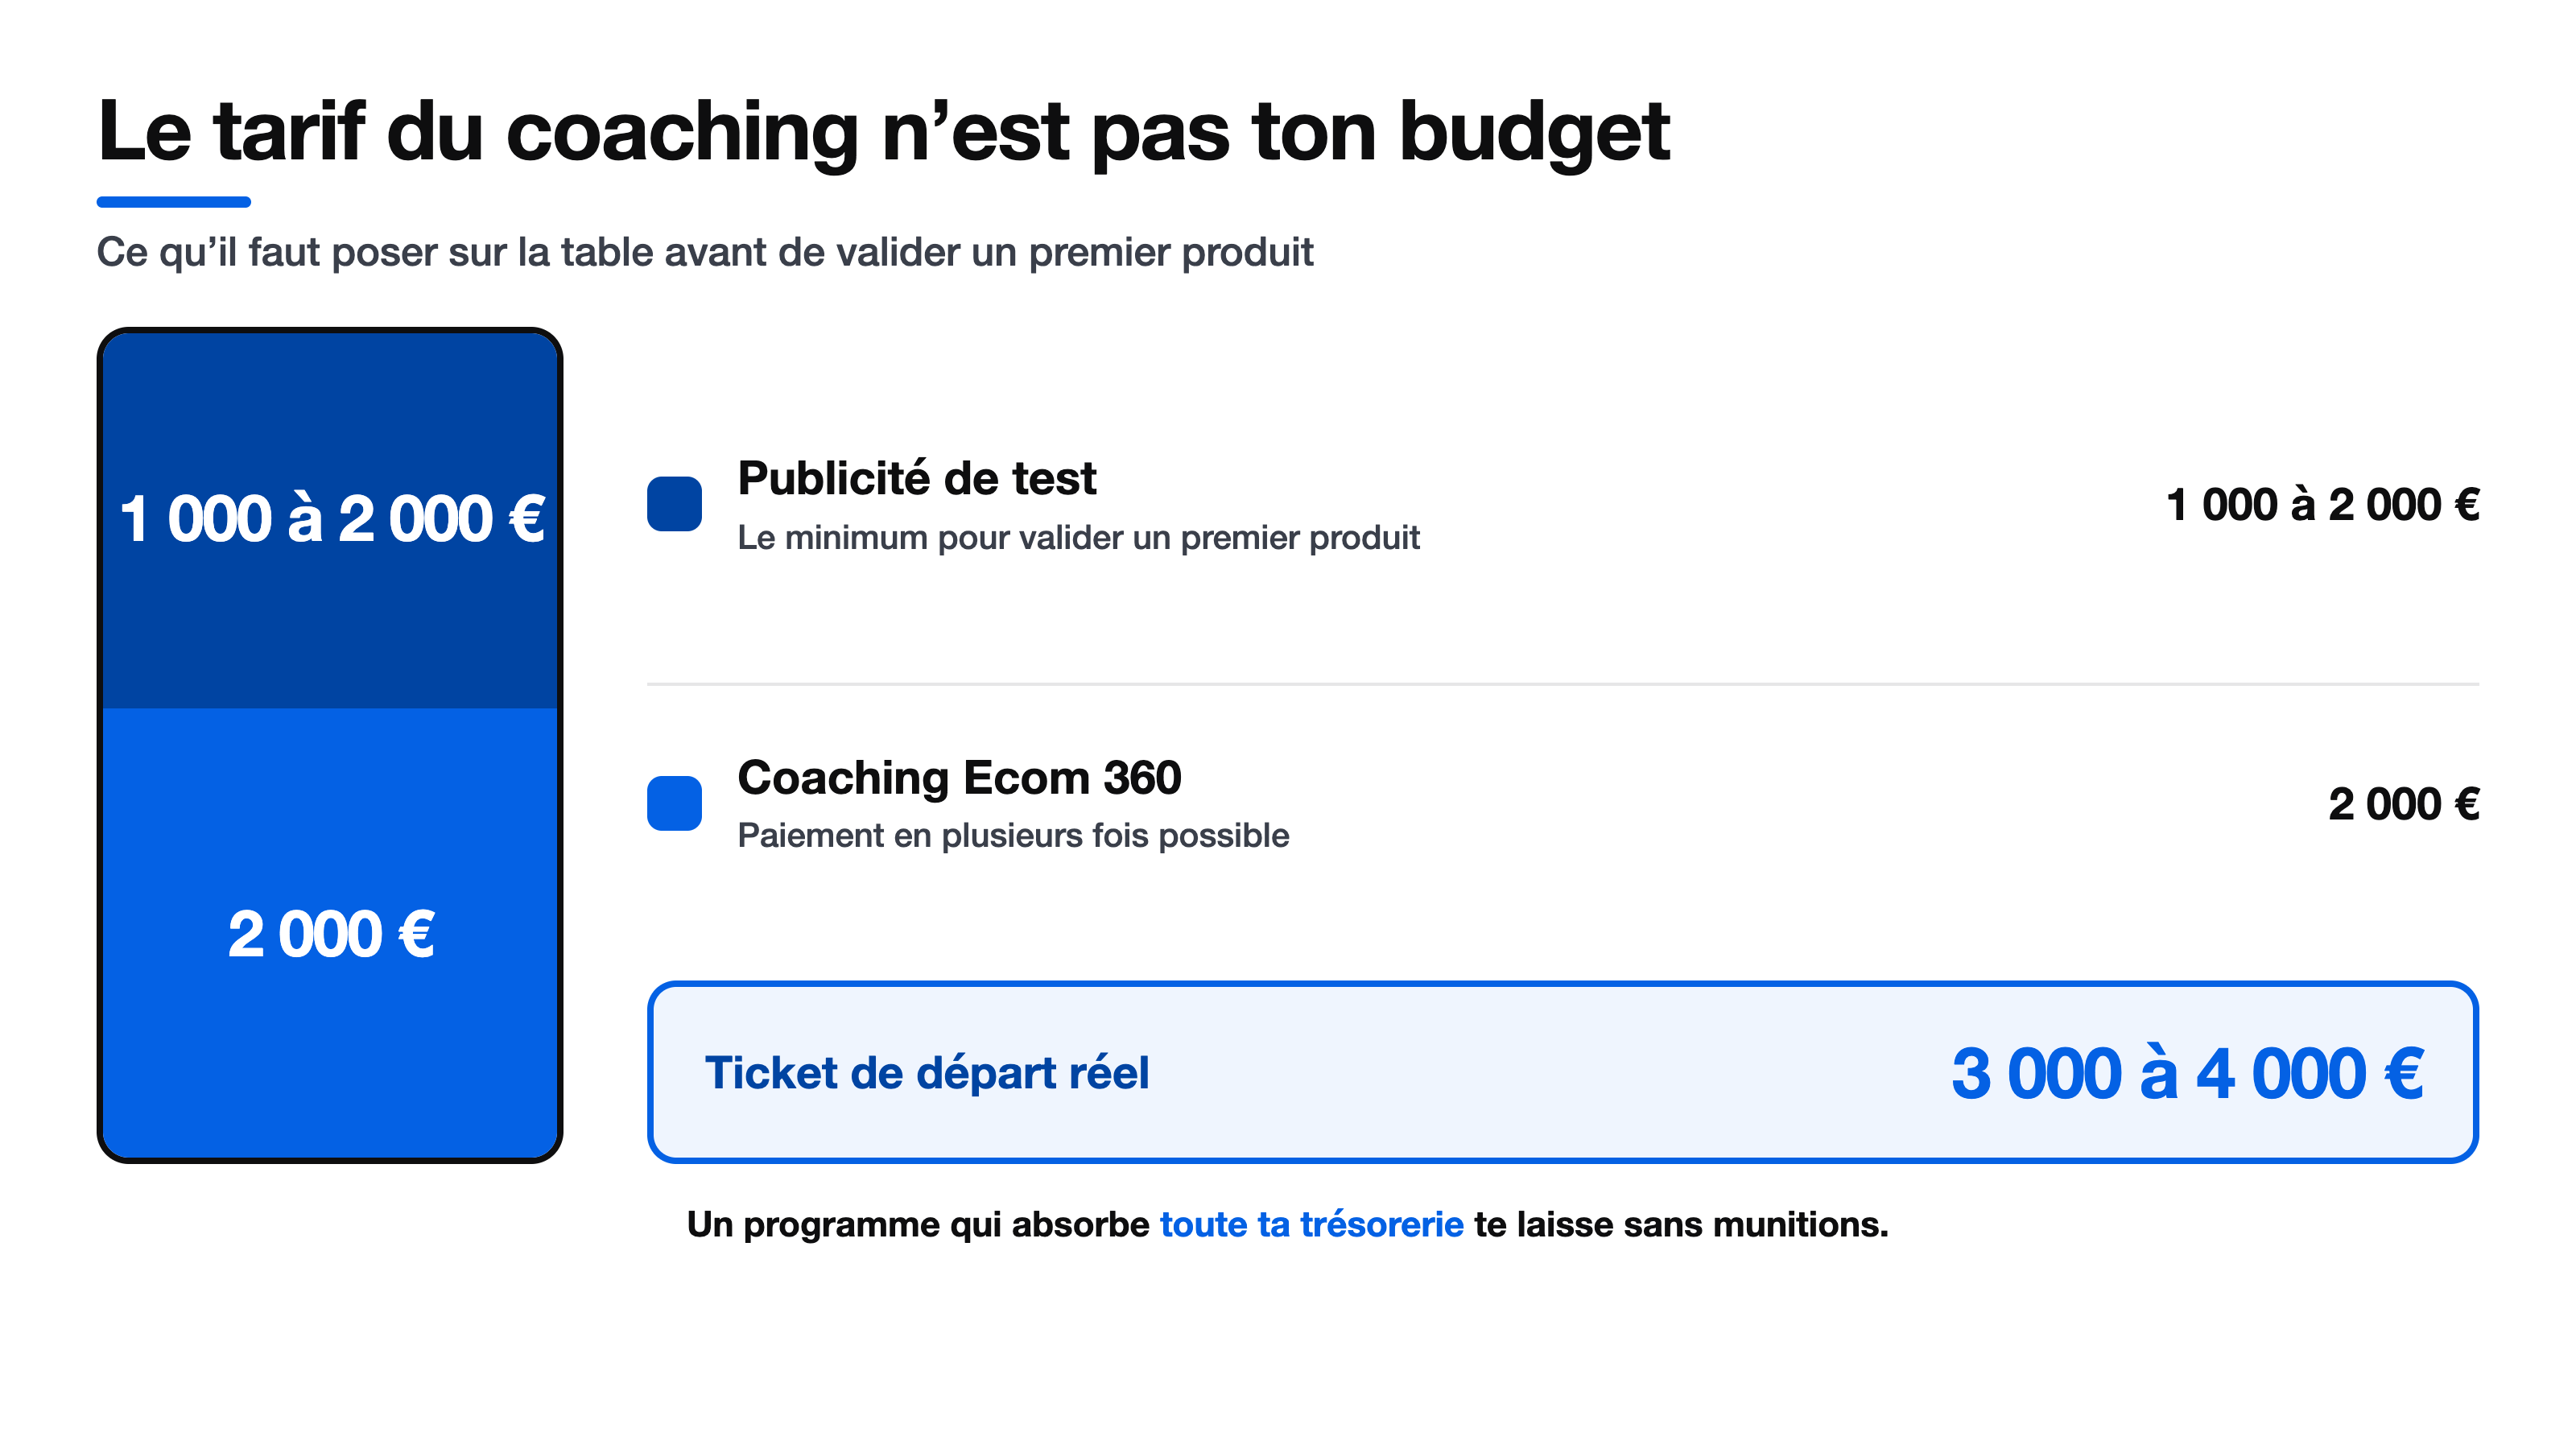 Le tarif du coaching n’est pas ton budget
Ce qu’il faut poser sur la table avant de valider un premier produit
1 000 à 2 000 €
2 000 €
Publicité de test
Le minimum pour valider un premier produit
1 000 à 2 000 €
Coaching Ecom 360
Paiement en plusieurs fois possible
2 000 €
Ticket de départ réel
3 000 à 4 000 €
Un programme qui absorbe toute ta trésorerie te laisse sans munitions.